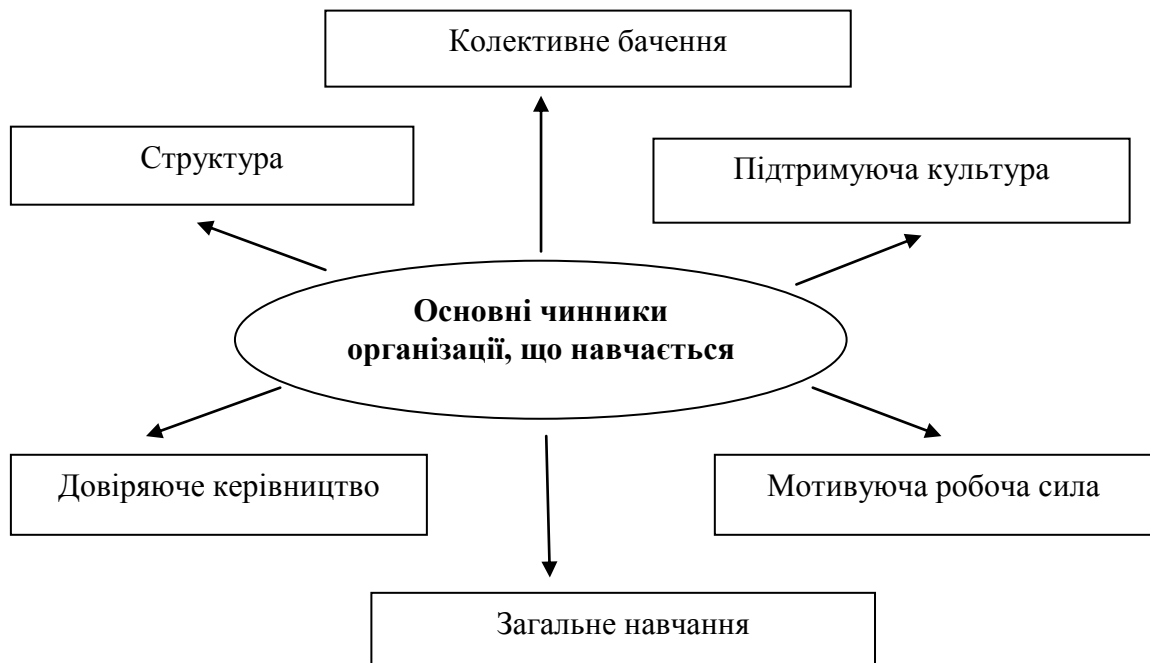 Колективне бачення
Структура
Підтримуюча культура
Основні чинники
організації, що навчається
Довіряюче керівництво
Мотивуюча робоча сила
Загальне навчання